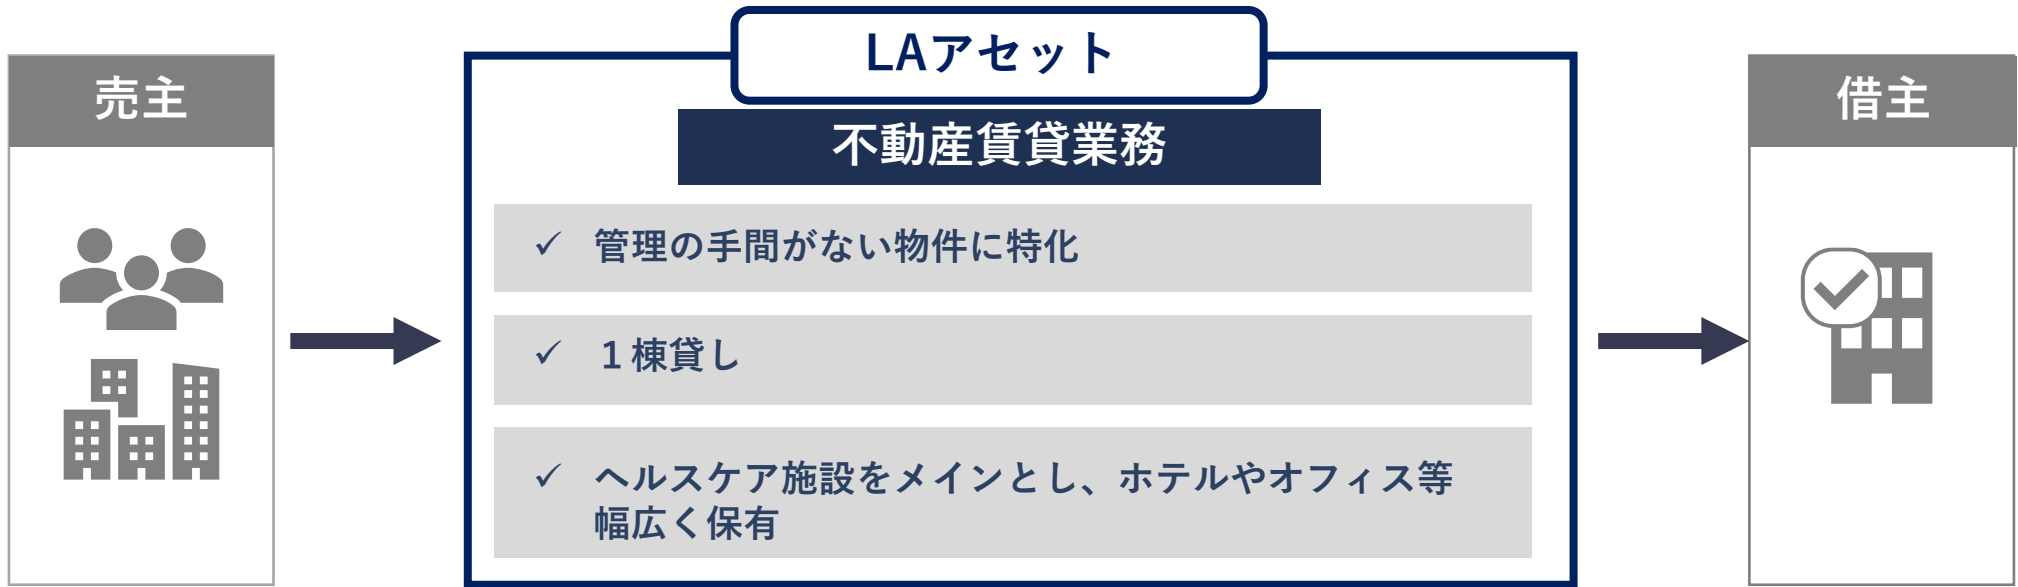 売主
LAアセット
不動産賃貸業務
✓ 管理の手間がない物件に特化
✓ １棟貸し
✓ ヘルスケア施設をメインとし、ホテルやオフィス等
幅広く保有
借主